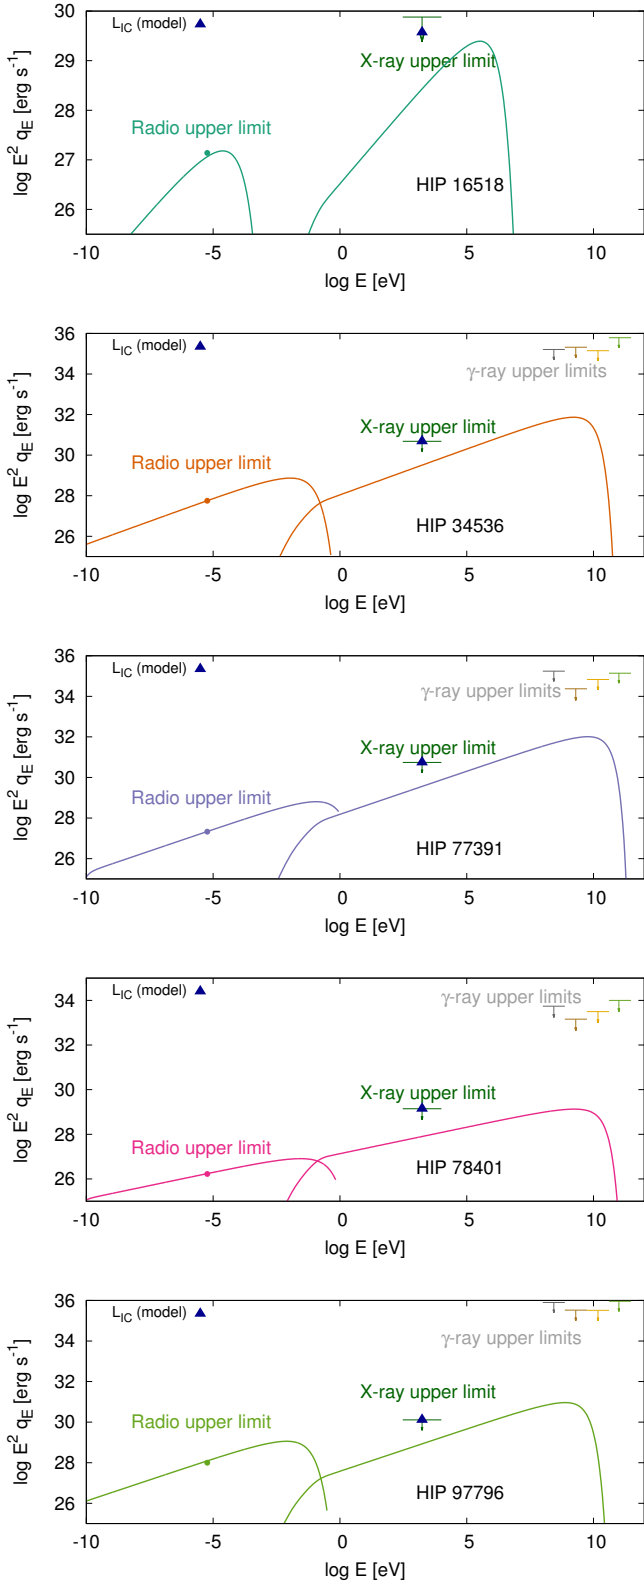 30
29
28
27
26
log E² q_E [erg s⁻¹]
L_IC (model)
X-ray upper limit
Radio upper limit
HIP 16518
-10 -5 0 5 10
log E [eV]
36
34
32
30
28
26
log E² q_E [erg s⁻¹]
L_IC (model)
γ-ray upper limits
X-ray upper limit
Radio upper limit
HIP 34536
-10 -5 0 5 10
log E [eV]
36
34
32
30
28
26
log E² q_E [erg s⁻¹]
L_IC (model)
γ-ray upper limits
X-ray upper limit
Radio upper limit
HIP 77391
-10 -5 0 5 10
log E [eV]
34
32
30
28
26
log E² q_E [erg s⁻¹]
L_IC (model)
γ-ray upper limits
X-ray upper limit
Radio upper limit
HIP 78401
-10 -5 0 5 10
log E [eV]
36
34
32
30
28
26
log E² q_E [erg s⁻¹]
L_IC (model)
γ-ray upper limits
X-ray upper limit
Radio upper limit
HIP 97796
-10 -5 0 5 10
log E [eV]